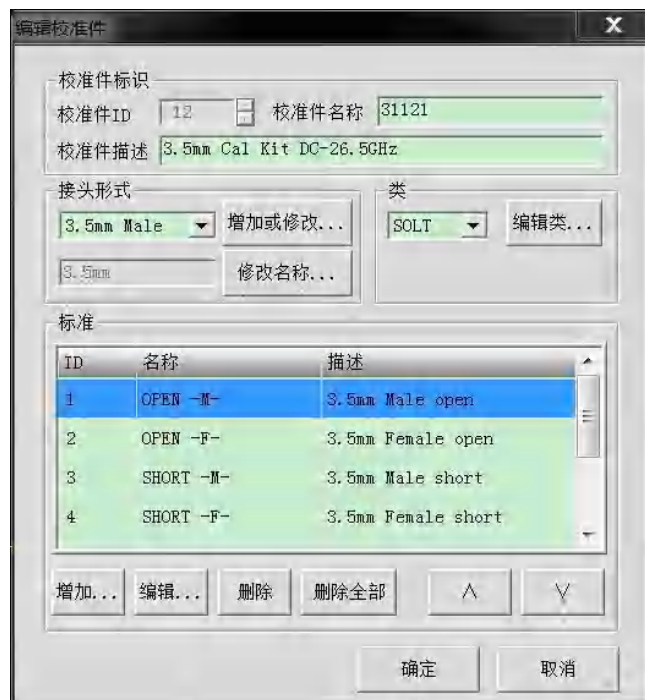 编辑校准件
X
校准件标识
校准件ID 12 校准件名称 31121
校准件描述 3.5mm Cal Kit DC-26.5GHz
接头形式
3.5mm Male 增加或修改...
3.5mm 修改名称...
类
SOLT 编辑类...
标准
ID 名称 描述
1 OPEN -M- 3.5mm Male open
2 OPEN -F- 3.5mm Female open
3 SHORT -M- 3.5mm Male short
4 SHORT -F- 3.5mm Female short
增加... 编辑... 删除 删除全部 ∧ ∨
确定 取消